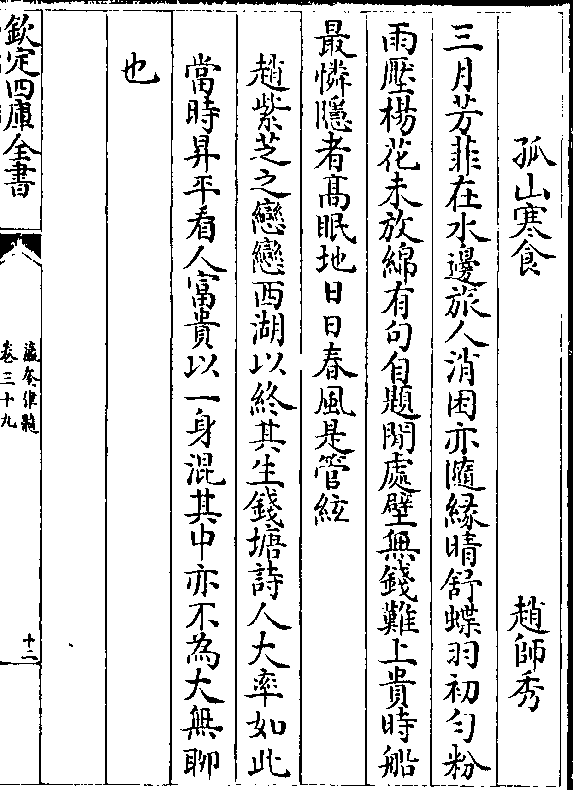 孤山寒食 趙師秀
三月芳菲在水邊旅人消困亦隨緣晴舒蝶羽初勻粉
雨壓楊花未放綿有句自題閒處壁無錢難上貴時船
最憐隱者高眠地日日春風是管絃
趙紫芝之戀戀西湖以終其生錢塘詩人大率如此
當時昇平看人富貴以一身混其中亦不為大無聊
也
欽定四庫全書
瀛奎律髓
卷三十九
十二